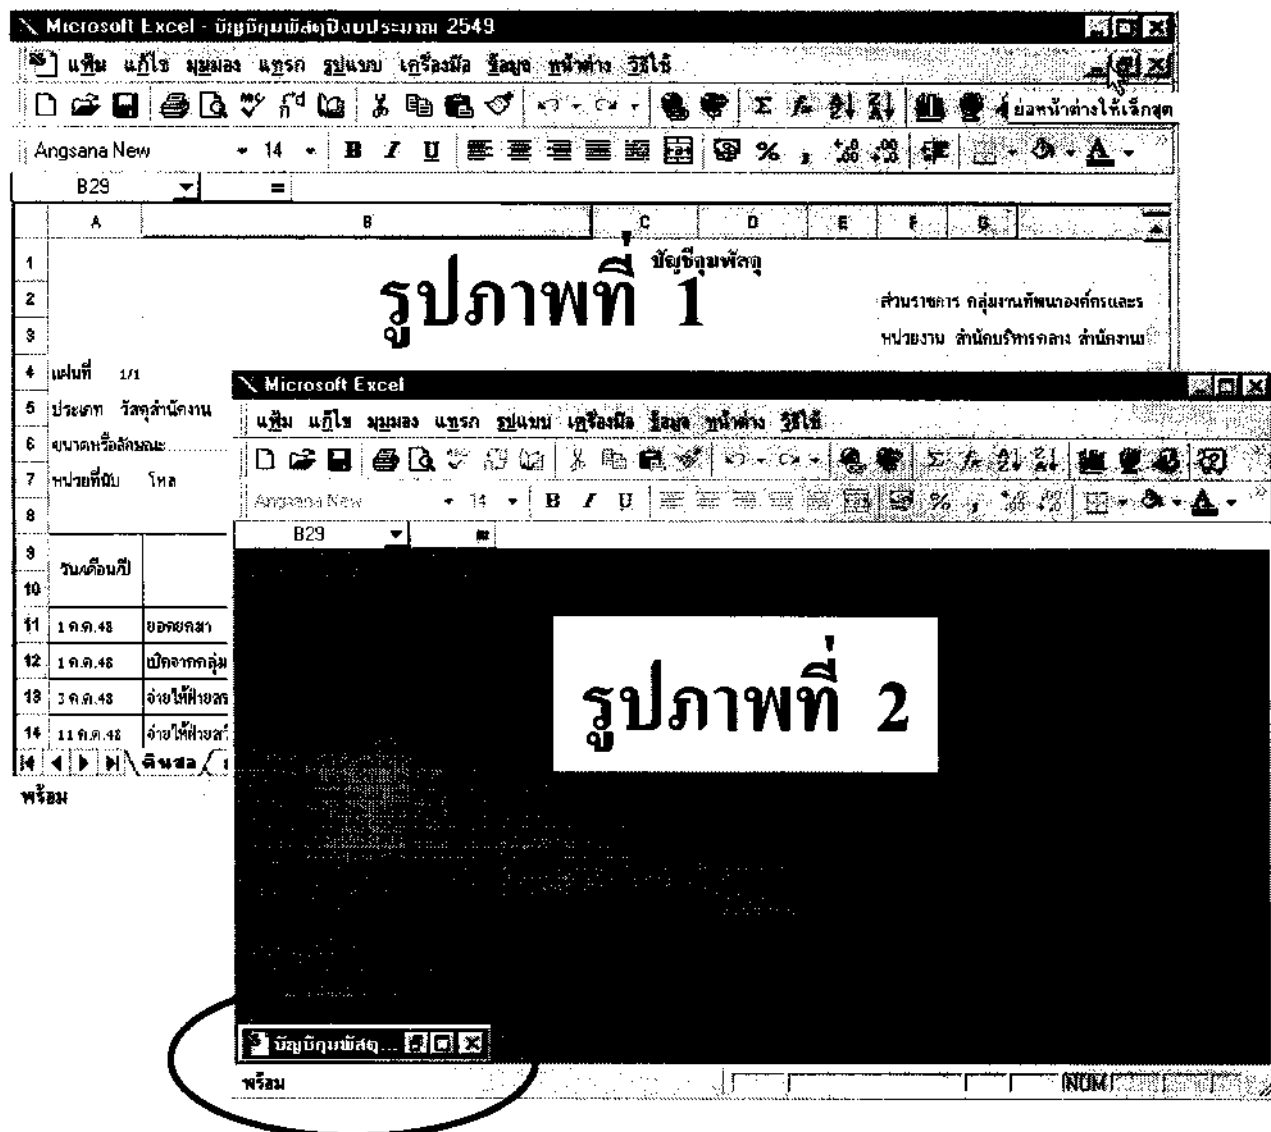 Microsoft Excel - บัญชีคุมพัสดุปีงบประมาณ 2549
แฟ้ม แก้ไข มุมมอง แทรก รูปแบบ เครื่องมือ ข้อมูล หน้าต่าง วิธีใช้
ย่อหน้าต่างให้เล็กสุด
Angsana New 14 B I U % ,
B29 =
A B C D E F G
1 บัญชีคุมพัสดุ
รูปภาพที่ 1
2 ส่วนราชการ กลุ่มงานพัฒนาองค์กรและร
3 หน่วยงาน สำนักบริหารกลาง สำนักงาน
4 แผ่นที่ 1/1
5 ประเภท วัสดุสำนักงาน
6 ขนาดหรือลักษณะ
7 หน่วยที่นับ โหล
8
9 วัน/เดือน/ปี
10
11 1 ต.ค.48 ยอดยกมา
12 1 ต.ค.48 เบิกจากกลุ่ม
13 3 ต.ค.48 จ่ายให้ฝ่ายสร
14 11 ต.ค.48 จ่ายให้ฝ่ายสว
ดินสอ
พร้อม
Microsoft Excel
แฟ้ม แก้ไข มุมมอง แทรก รูปแบบ เครื่องมือ ข้อมูล หน้าต่าง วิธีใช้
Angsana New 14 B I U % ,
B29 =
รูปภาพที่ 2
บัญชีคุมพัสดุ...
พร้อม NUM